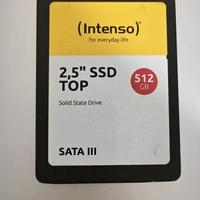 (intenso)
for everyday life
2,5" SSD
TOP
512
GB
Solid State Drive
SATA III